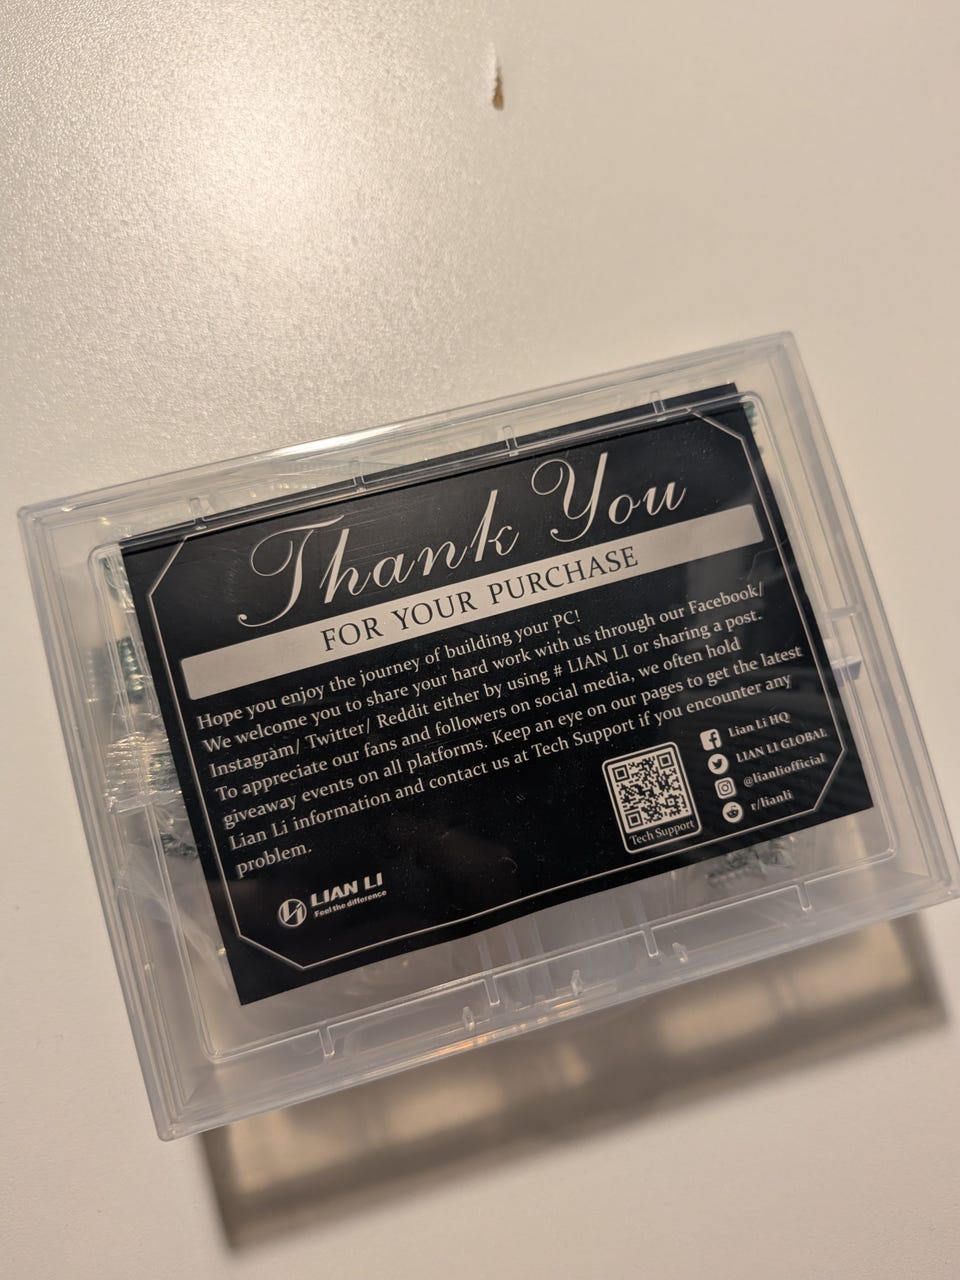 Thank You
FOR YOUR PURCHASE
Hope you enjoy the journey of building your PC!
We welcome you to share your hard work with us through our Facebook/
Instagram/ Twitter/ Reddit either by using # LIAN LI or sharing a post.
To appreciate our fans and followers on social media, we often hold
giveaway events on all platforms. Keep an eye on our pages to get the latest
Lian Li information and contact us at Tech Support if you encounter any
problem.
Lian Li HQ
LIAN LI GLOBAL
@lianliofficial
r/lianli
Tech Support
LIAN LI
Feel the difference